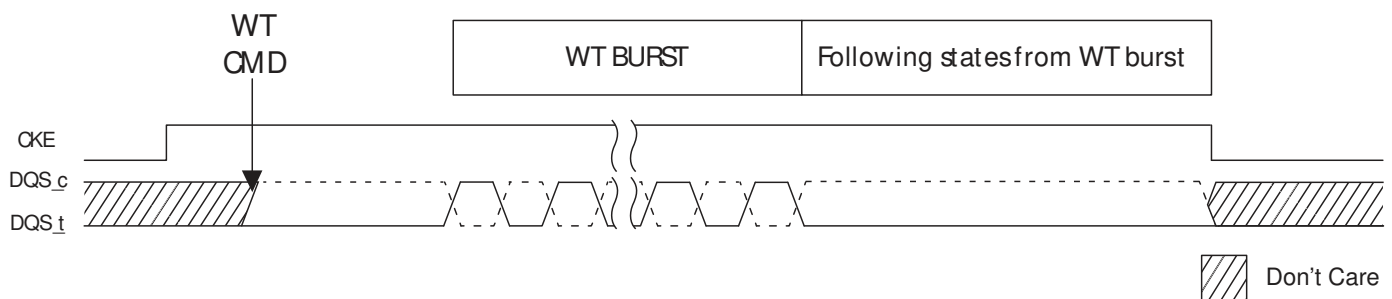 WT
CMD
WT BURST
Following states from WT burst
CKE
DQS_c
DQS_t
Don't Care